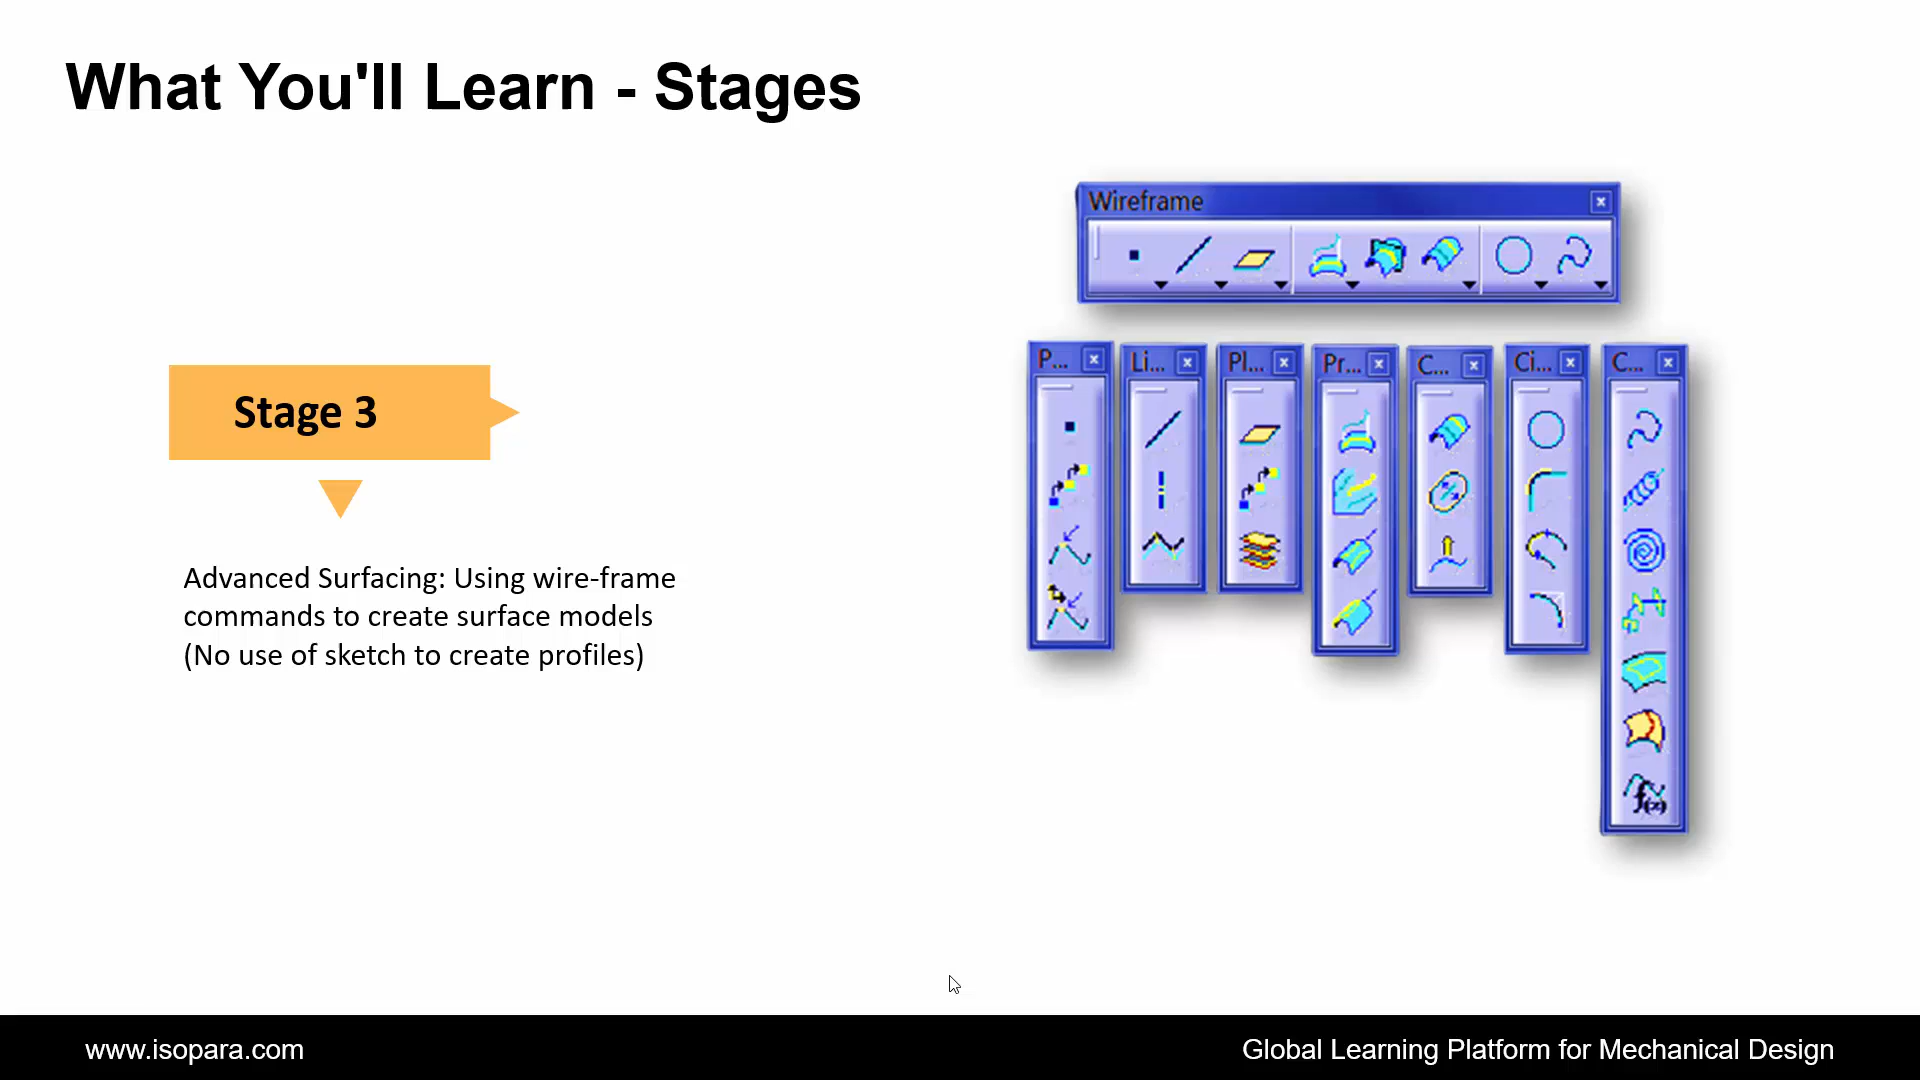 What You'll Learn - Stages
Wireframe
P...
Li...
Pl...
Pr...
C...
Ci...
C...
Stage 3
Advanced Surfacing: Using wire-frame
commands to create surface models
(No use of sketch to create profiles)
f(x)
www.isopara.com
Global Learning Platform for Mechanical Design